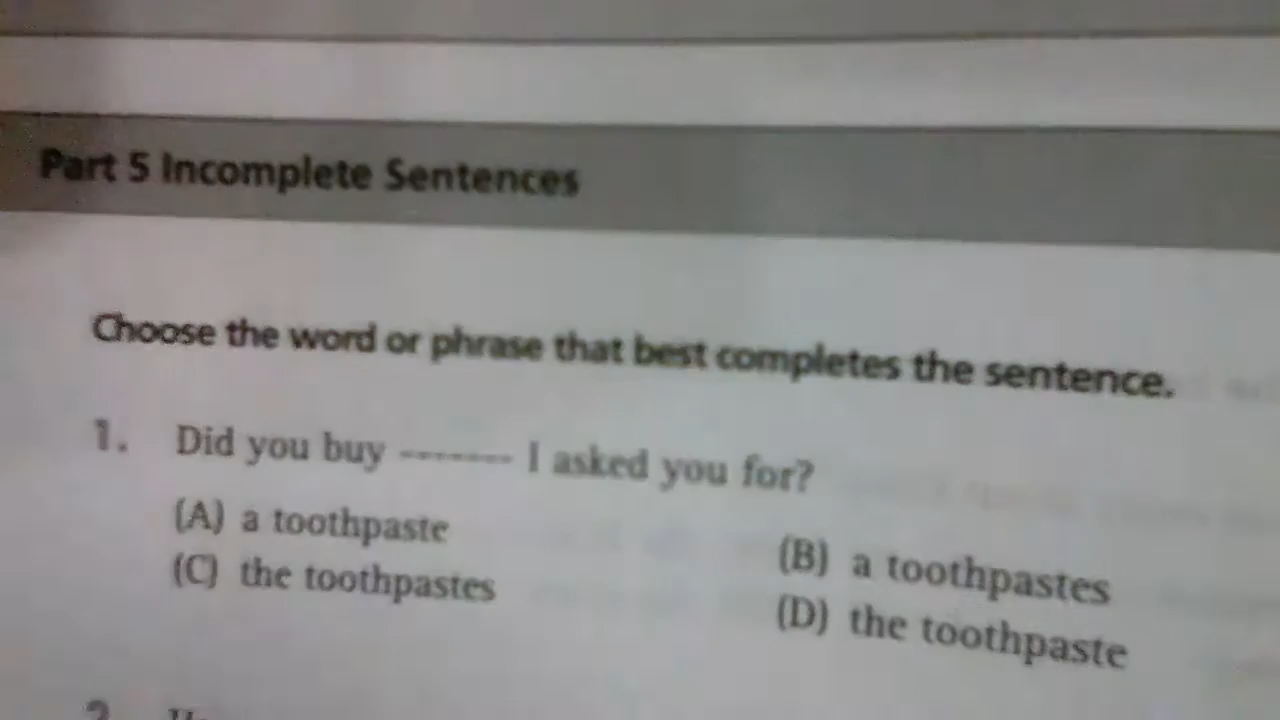 Part 5 Incomplete Sentences
Choose the word or phrase that best completes the sentence.
1. Did you buy ------- I asked you for?
(A) a toothpaste
(B) a toothpastes
(C) the toothpastes
(D) the toothpaste